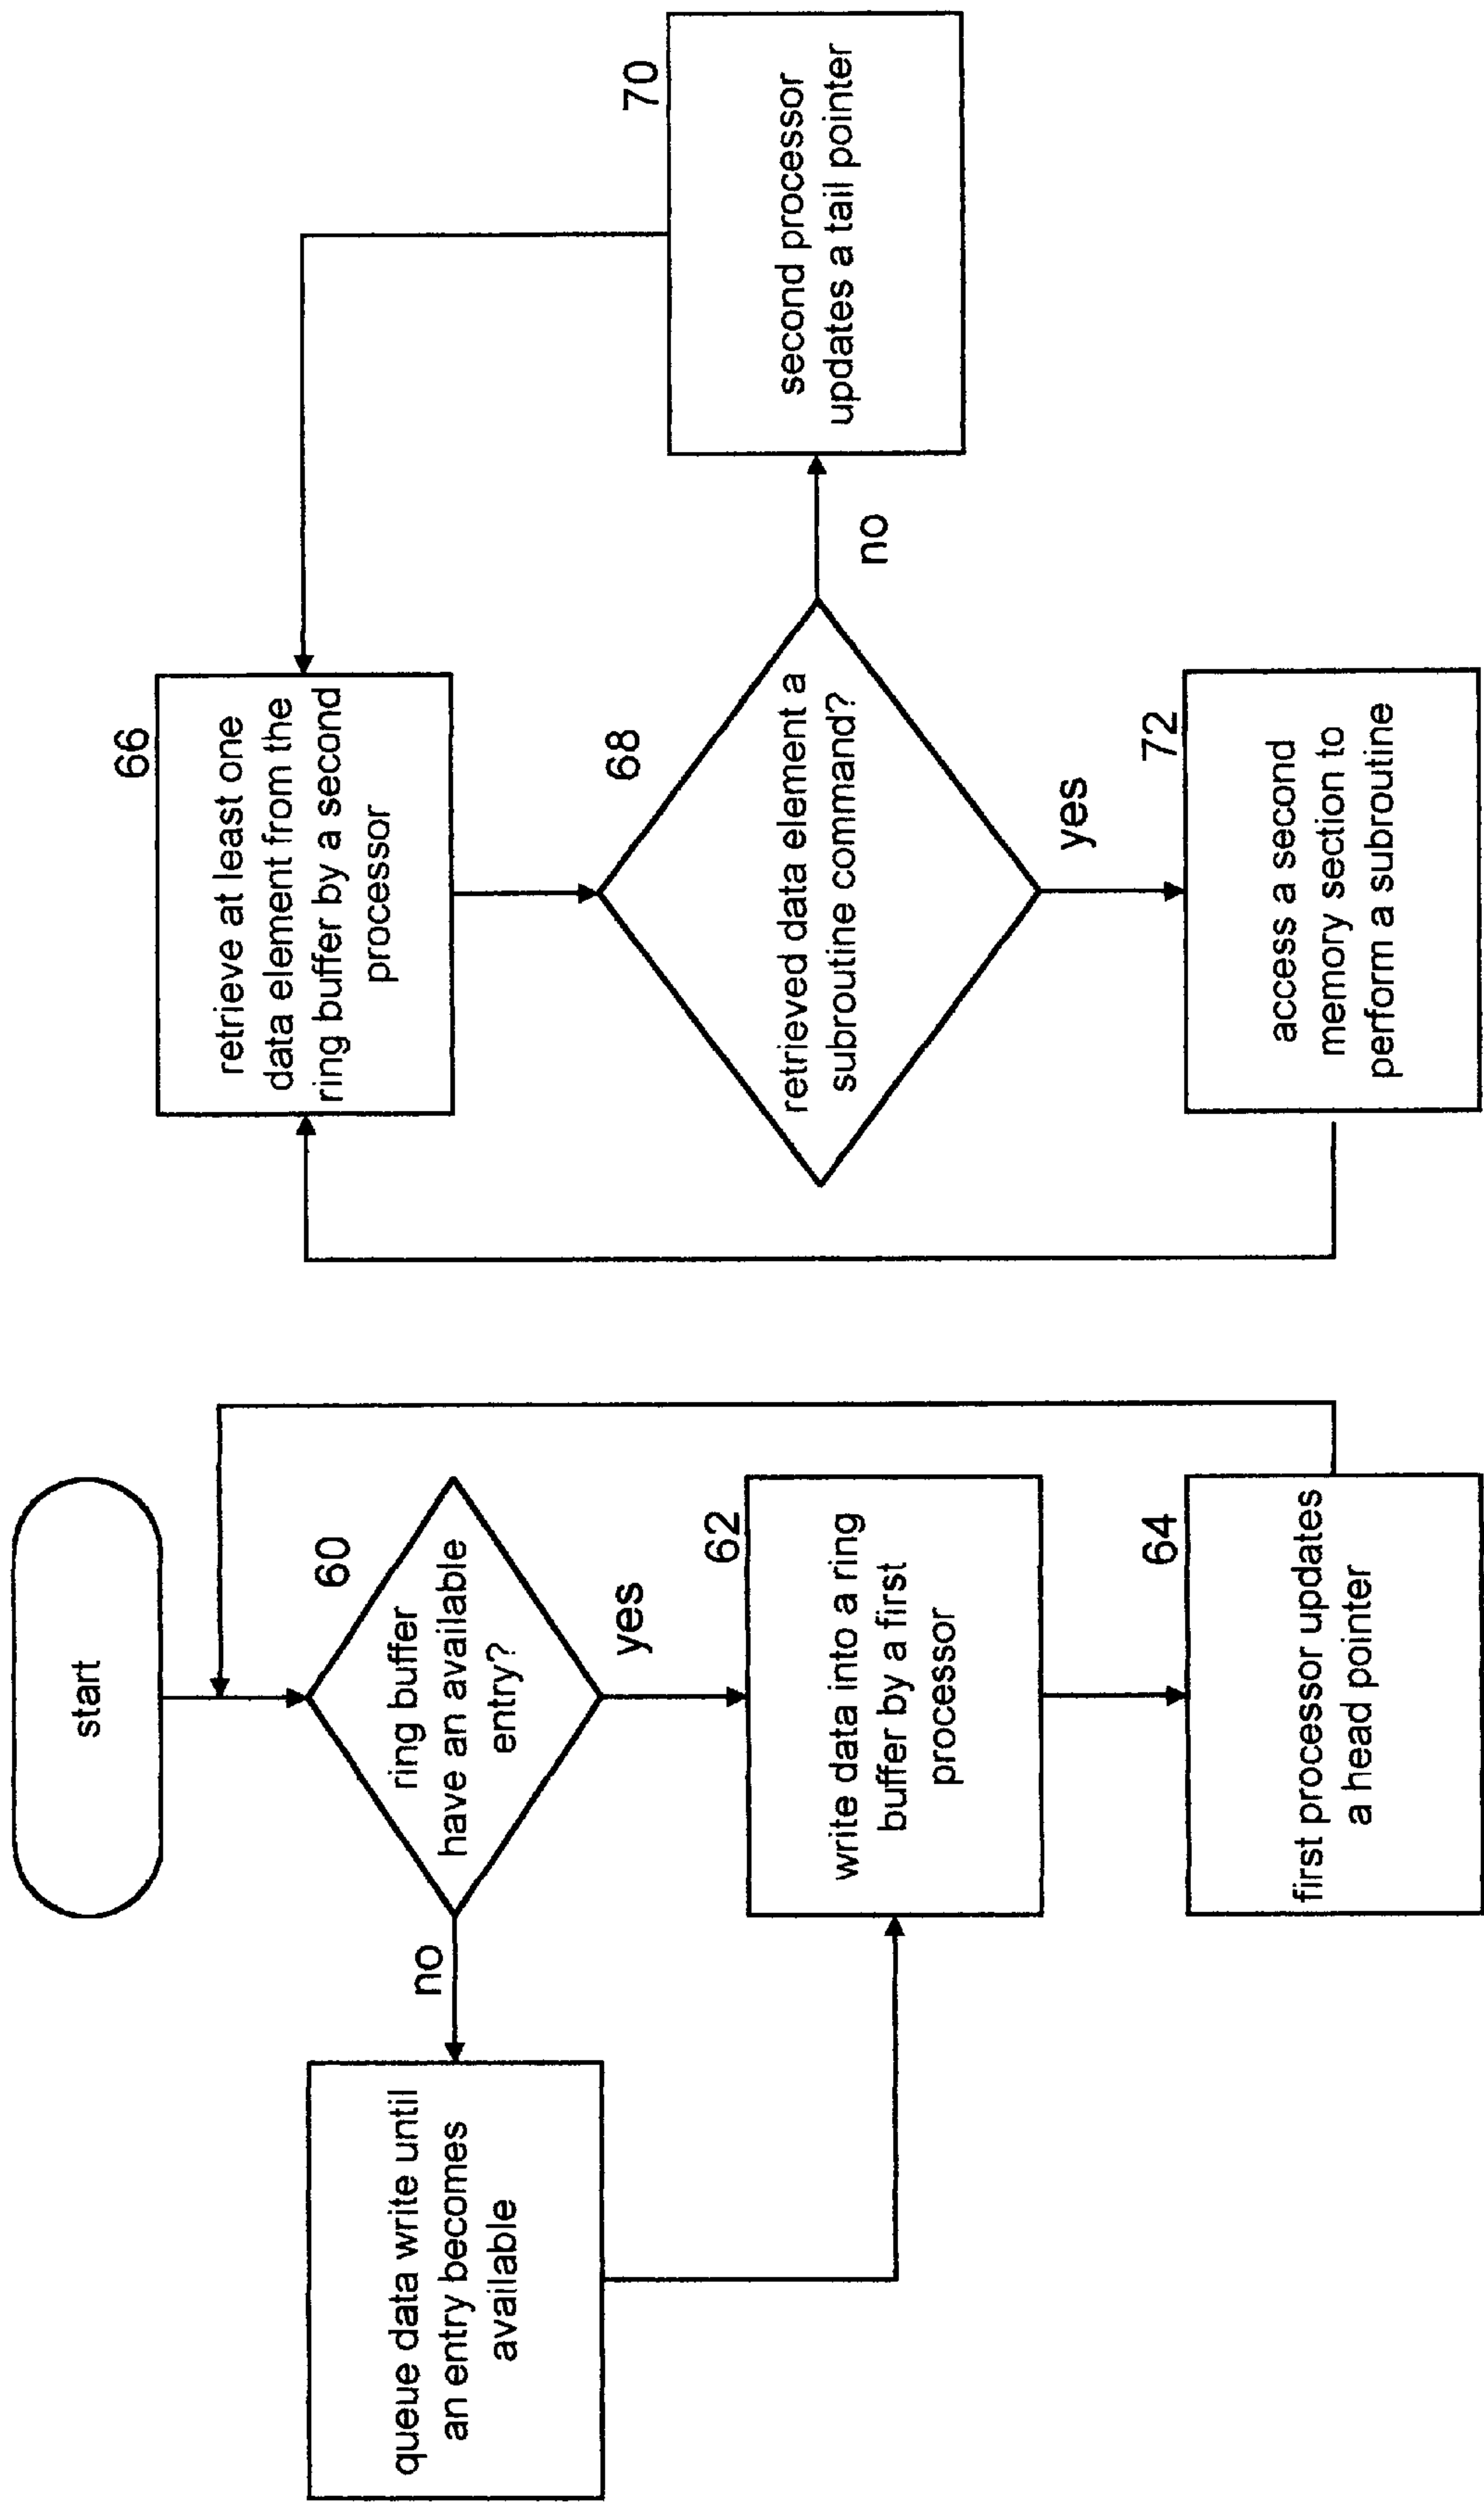 start
60
ring buffer
have an available
entry?
no
yes
queue data write until
an entry becomes
available
62
write data into a ring
buffer by a first
processor
64
first processor updates
a head pointer
66
retrieve at least one
data element from the
ring buffer by a second
processor
68
retrieved data element a
subroutine command?
no
yes
70
second processor
updates a tail pointer
72
access a second
memory section to
perform a subroutine